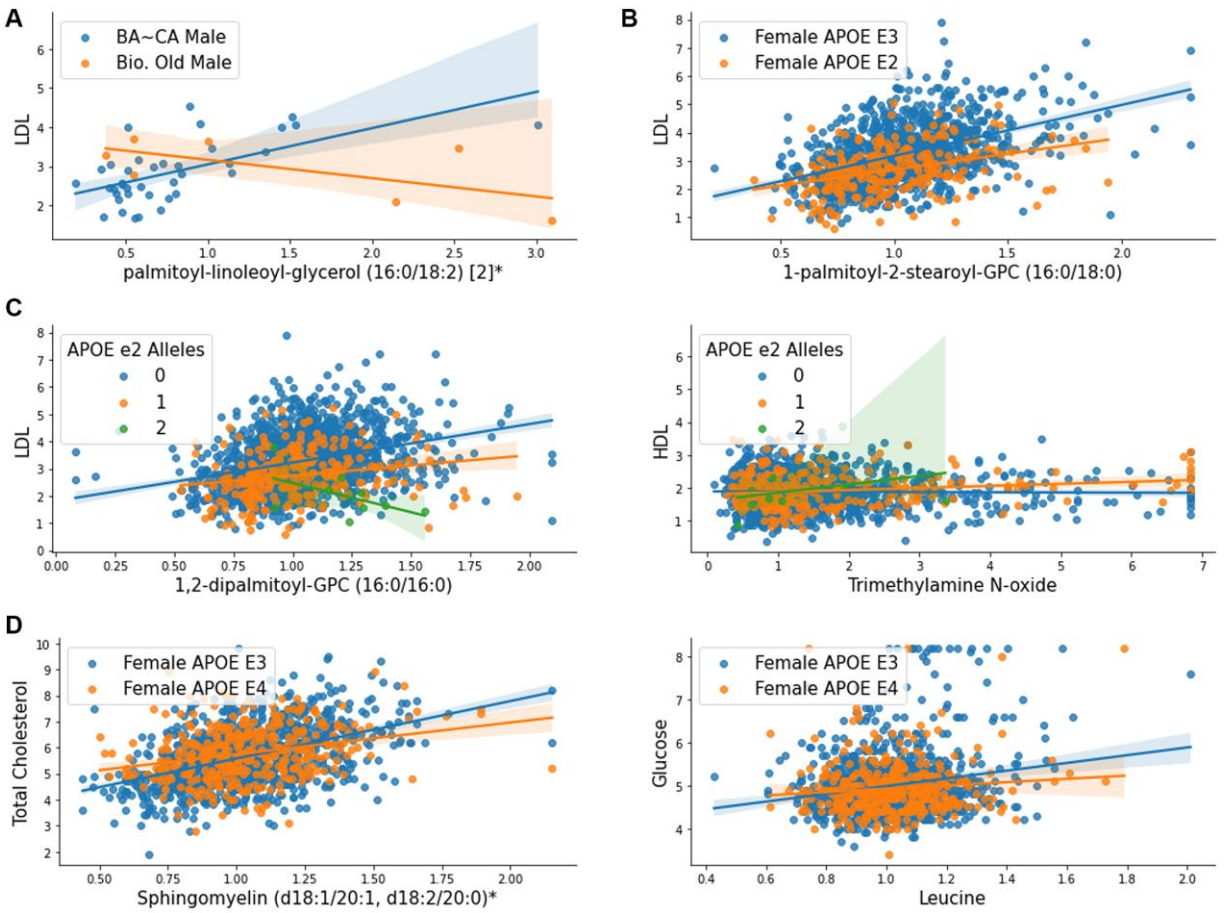 A
BA~CA Male
Bio. Old Male
LDL
6
5
4
3
2
0.5 1.0 1.5 2.0 2.5 3.0
palmitoyl-linoleoyl-glycerol (16:0/18:2) [2]*
B
Female APOE E3
Female APOE E2
LDL
8
7
6
5
4
3
2
1
0.5 1.0 1.5 2.0
1-palmitoyl-2-stearoyl-GPC (16:0/18:0)
C
APOE e2 Alleles
0
1
2
LDL
8
7
6
5
4
3
2
1
0
0.00 0.25 0.50 0.75 1.00 1.25 1.50 1.75 2.00
1,2-dipalmitoyl-GPC (16:0/16:0)
APOE e2 Alleles
0
1
2
HDL
6
5
4
3
2
1
0 1 2 3 4 5 6 7
Trimethylamine N-oxide
D
Female APOE E3
Female APOE E4
Total Cholesterol
10
9
8
7
6
5
4
3
2
0.50 0.75 1.00 1.25 1.50 1.75 2.00
Sphingomyelin (d18:1/20:1, d18:2/20:0)*
Female APOE E3
Female APOE E4
Glucose
8
7
6
5
4
0.4 0.6 0.8 1.0 1.2 1.4 1.6 1.8 2.0
Leucine